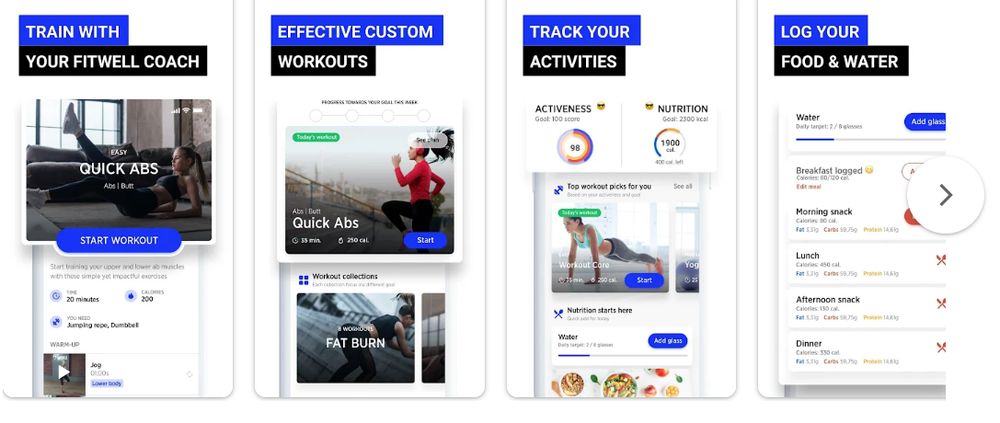 TRAIN WITH
YOUR FITWELL COACH
EASY
QUICK ABS
Abs | Butt
START WORKOUT
Start training your upper and lower ab muscles
with these simple yet impactful exercises
TIME
20 minutes
CALORIES
200
YOU NEED
Jumping rope, Dumbbell
WARM-UP
Jog
01:00s
Lower body
EFFECTIVE CUSTOM
WORKOUTS
PROGRESS TOWARDS YOUR GOAL THIS WEEK
Today's workout
See plan
Abs | Butt
Quick Abs
35 min.
250 cal.
Start
Workout collections
Each collection focus via different goal
8 WORKOUTS
FAT BURN
TRACK YOUR
ACTIVITIES
ACTIVENESS
Goal: 100 score
98
NUTRITION
Goal: 2300 kcal
1900
cal.
400 cal. left
Top workout picks for you
See all
Based on your activeness and goal
Today's workout
Workout Core
35 min.
250 cal.
Start
Yog
25
Nutrition starts here
Quick add for today
Water
Daily target: 2 / 8 glasses
Add glass
LOG YOUR
FOOD & WATER
Water
Daily target: 2 / 8 glasses
Add glass
Breakfast logged
Calories: 80/120 cal.
Edit meal
Morning snack
Calories: 80 cal.
Fat 3,31g Carbs 59,75g Protein 14,61g
Lunch
Calories: 450 cal.
Fat 3,31g Carbs 59,75g Protein 14,61g
Afternoon snack
Calories: 130 cal.
Fat 3,31g Carbs 59,75g Protein 14,61g
Dinner
Calories: 330 cal.
Fat 3,31g Carbs 59,75g Protein 14,61g